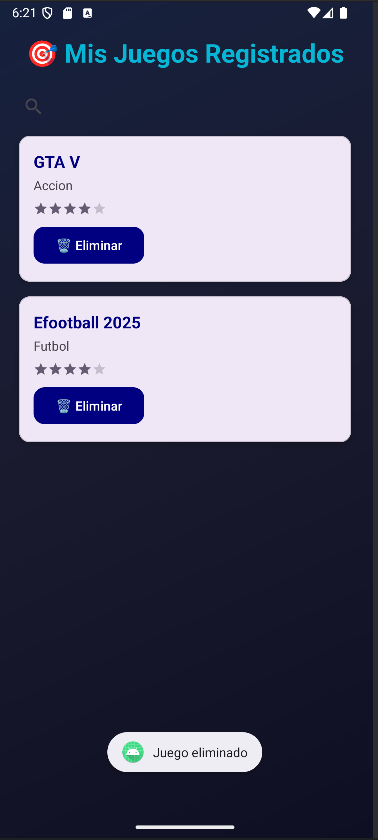 6:21
🎯 Mis Juegos Registrados
GTA V
Accion
🗑️ Eliminar
Efootball 2025
Futbol
🗑️ Eliminar
Juego eliminado